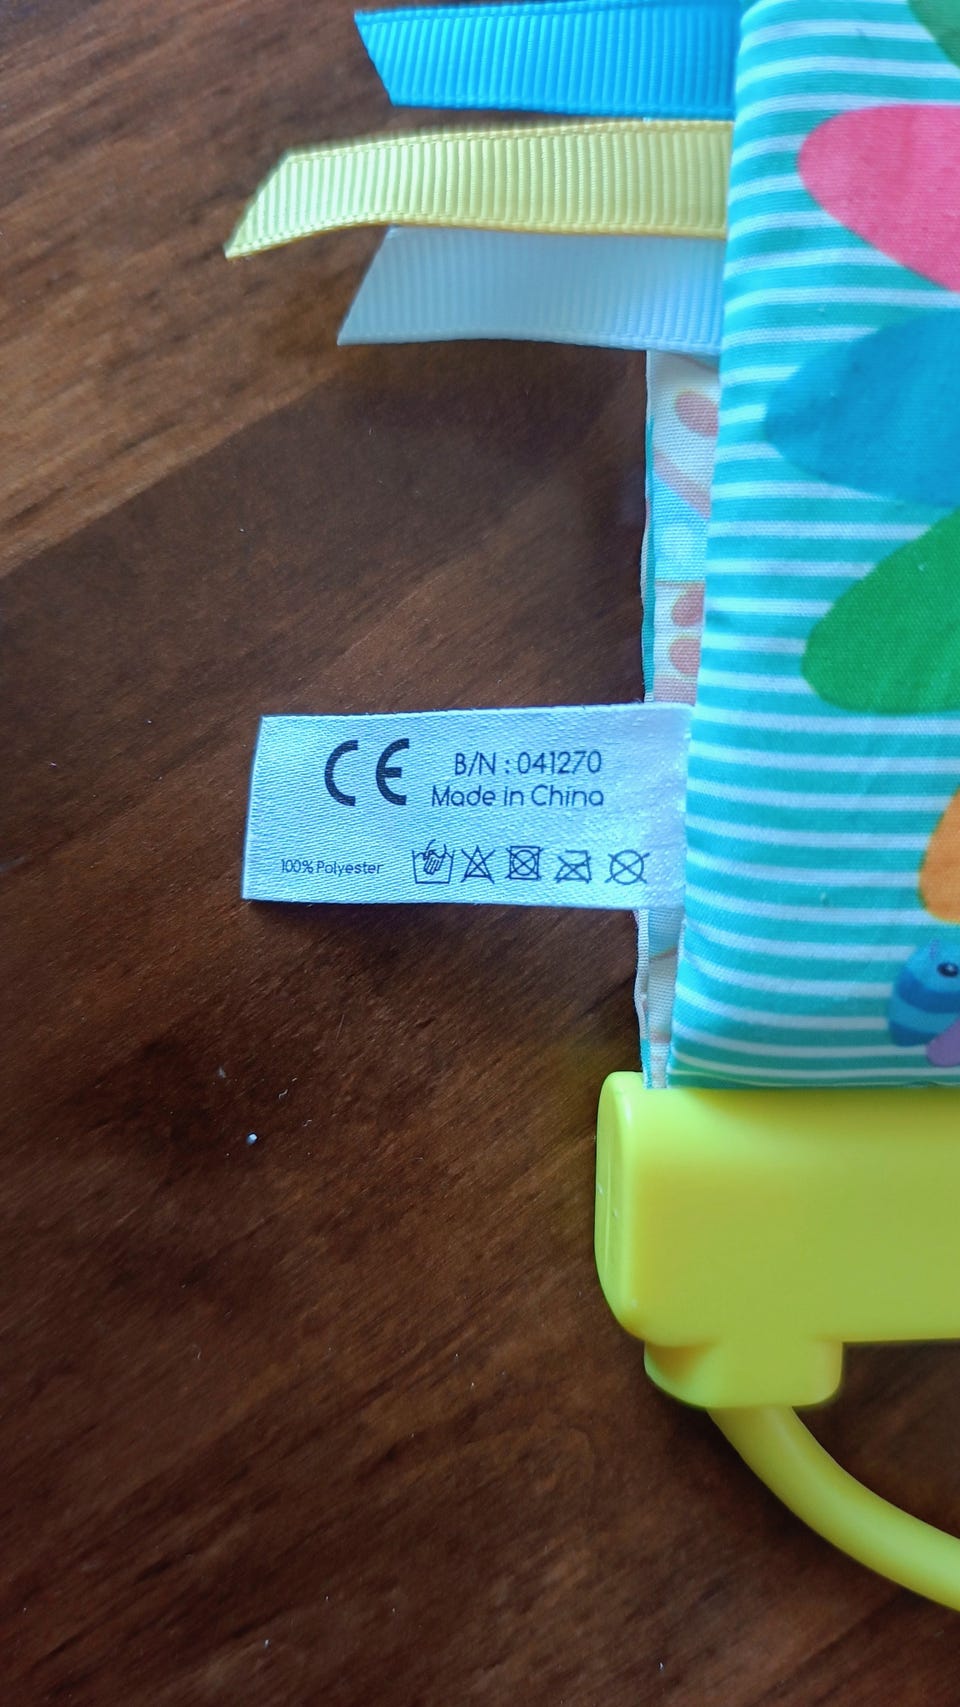 CE
B/N : 041270
Made in China
100% Polyester